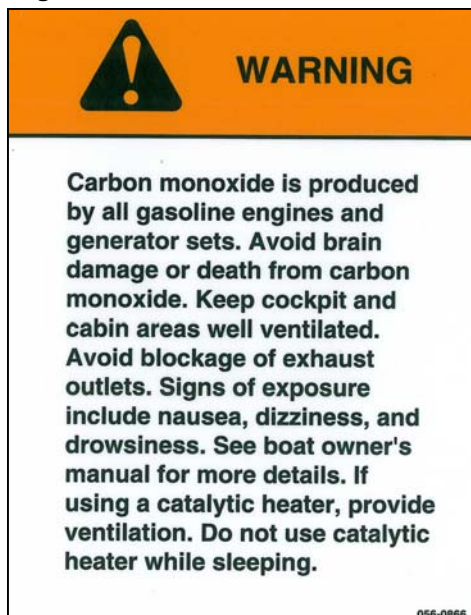 WARNING
Carbon monoxide is produced
by all gasoline engines and
generator sets. Avoid brain
damage or death from carbon
monoxide. Keep cockpit and
cabin areas well ventilated.
Avoid blockage of exhaust
outlets. Signs of exposure
include nausea, dizziness, and
drowsiness. See boat owner's
manual for more details. If
using a catalytic heater, provide
ventilation. Do not use catalytic
heater while sleeping.
056-0866